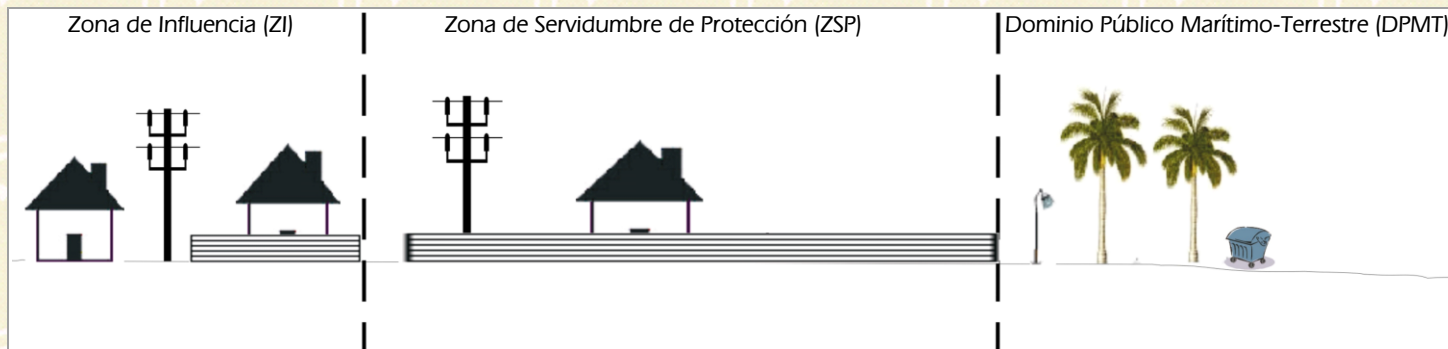 Zona de Influencia (ZI)
Zona de Servidumbre de Protección (ZSP)
Dominio Público Marítimo-Terrestre (DPMT)